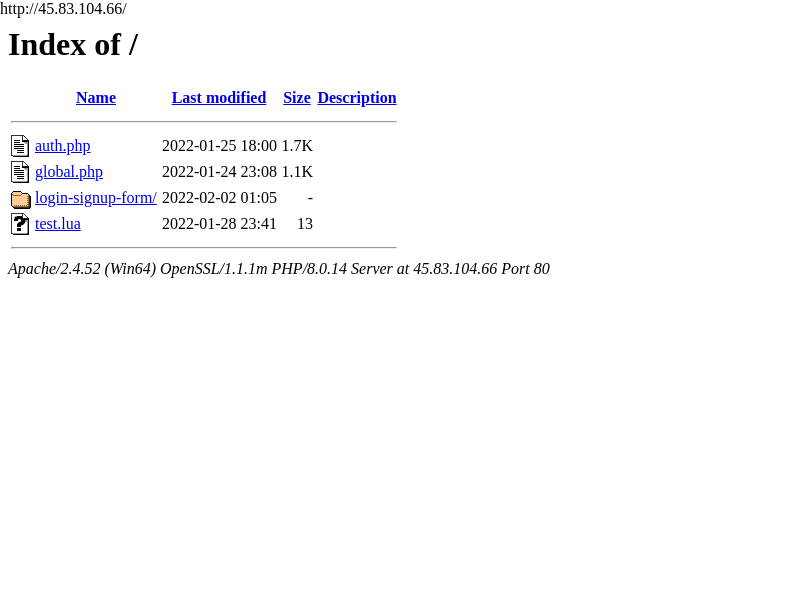 http://45.83.104.66/
Index of /
Name Last modified Size Description
auth.php 2022-01-25 18:00 1.7K
global.php 2022-01-24 23:08 1.1K
login-signup-form/ 2022-02-02 01:05 -
test.lua 2022-01-28 23:41 13
Apache/2.4.52 (Win64) OpenSSL/1.1.1m PHP/8.0.14 Server at 45.83.104.66 Port 80